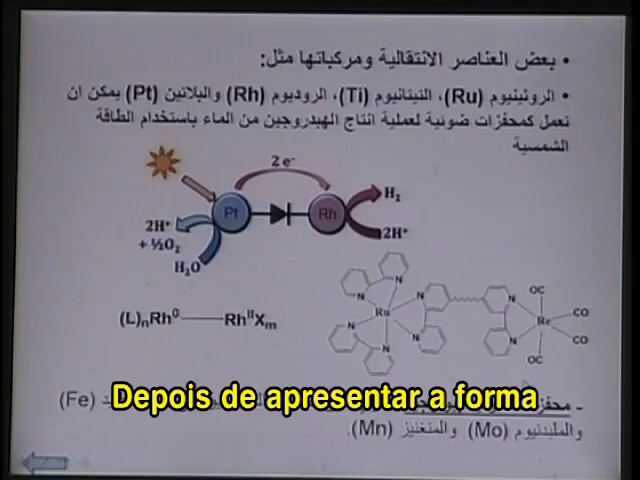 • بعض العناصر الانتقالية ومركباتها مثل:
• الروثينيوم (Ru)، التيتانيوم (Ti)، الروديوم (Rh) والبلاتين (Pt) يمكن ان
تعمل كمحفزات ضوئية لعملية انتاج الهيدروجين من الماء باستخدام الطاقة
الشمسية
2 e⁻
Pt
Rh
H₂
2H⁺
2H⁺
+ ½O₂
H₂O
(L)ₙRh⁰ —— RhᴵᴵXₘ
N
N
N
N
N
N
Ru
N
N
Re
OC
CO
CO
OC
Depois de apresentar a forma
(Fe)
والملبدنيوم (Mo) والمنغنيز (Mn).